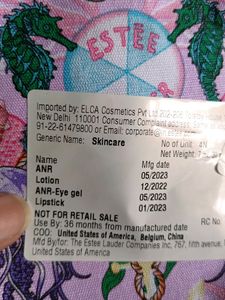 ESTEE
Imported by: ELCA Cosmetics Pvt Ltd 202-
New Delhi 110001 Consumer Complaint
91-22-61479800 or Email: corporate@
Generic Name: Skincare No of unit: 4N
Net Weight
Name Mfg date
ANR 05/2023
Lotion 12/2022
ANR-Eye gel 05/2023
Lipstick 01/2023
NOT FOR RETAIL SALE
Use By: 36 months from manufacture date RC No.
COO: United States of America, Belgium, China
Mfg By/for: The Estee Lauder Companies Inc, 767, fifth avenue,
United States of America